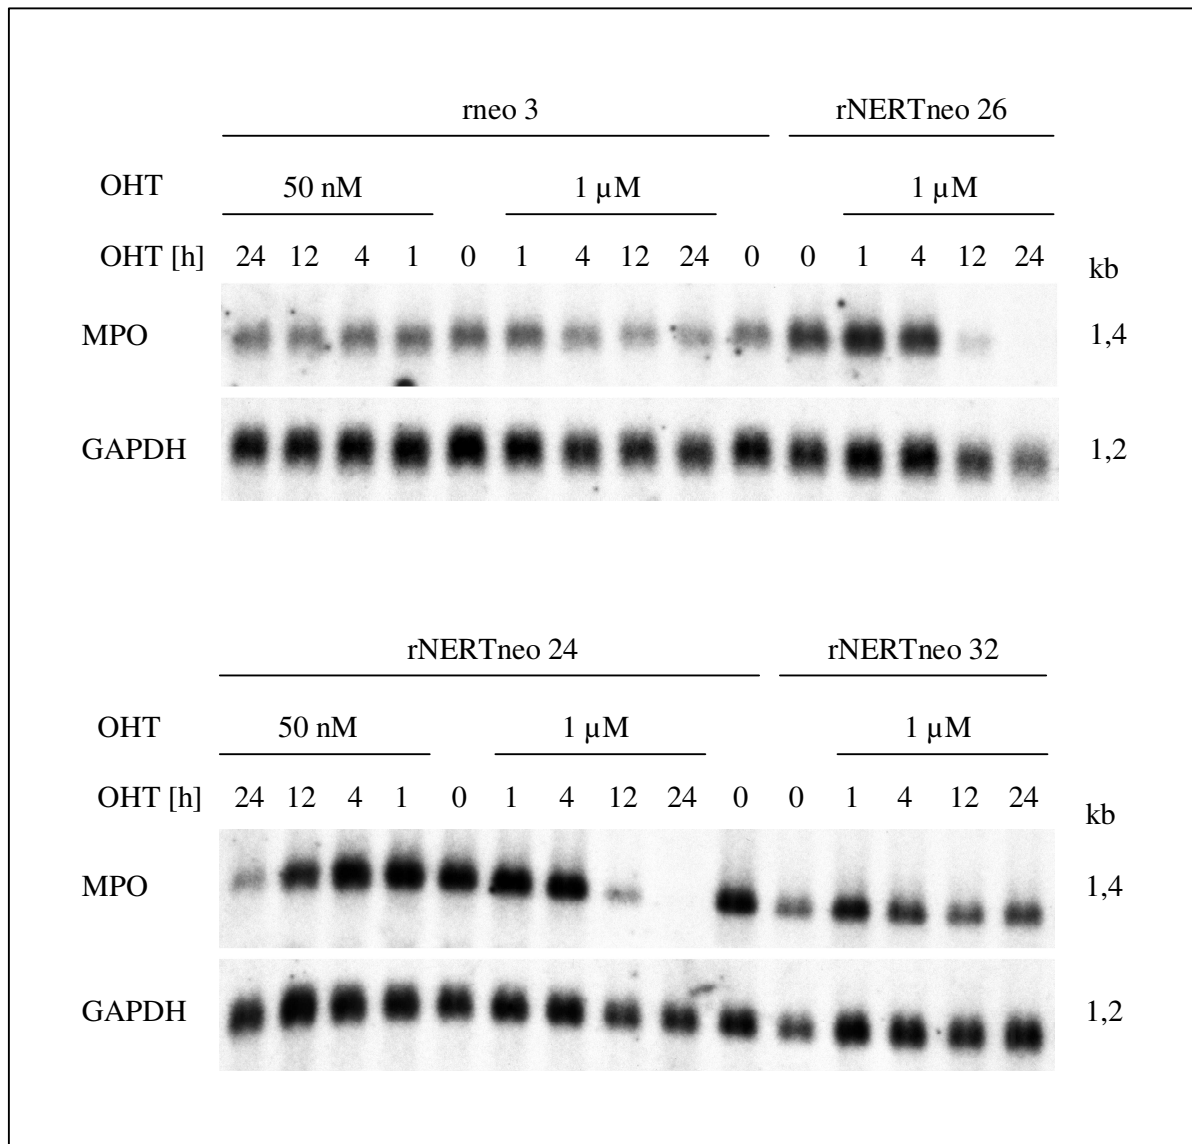 rneo 3 rNERTneo 26
OHT 50 nM 1 µM 1 µM
OHT [h] 24 12 4 1 0 1 4 12 24 0 0 1 4 12 24 kb
MPO 1,4
GAPDH 1,2
rNERTneo 24 rNERTneo 32
OHT 50 nM 1 µM 1 µM
OHT [h] 24 12 4 1 0 1 4 12 24 0 0 1 4 12 24 kb
MPO 1,4
GAPDH 1,2